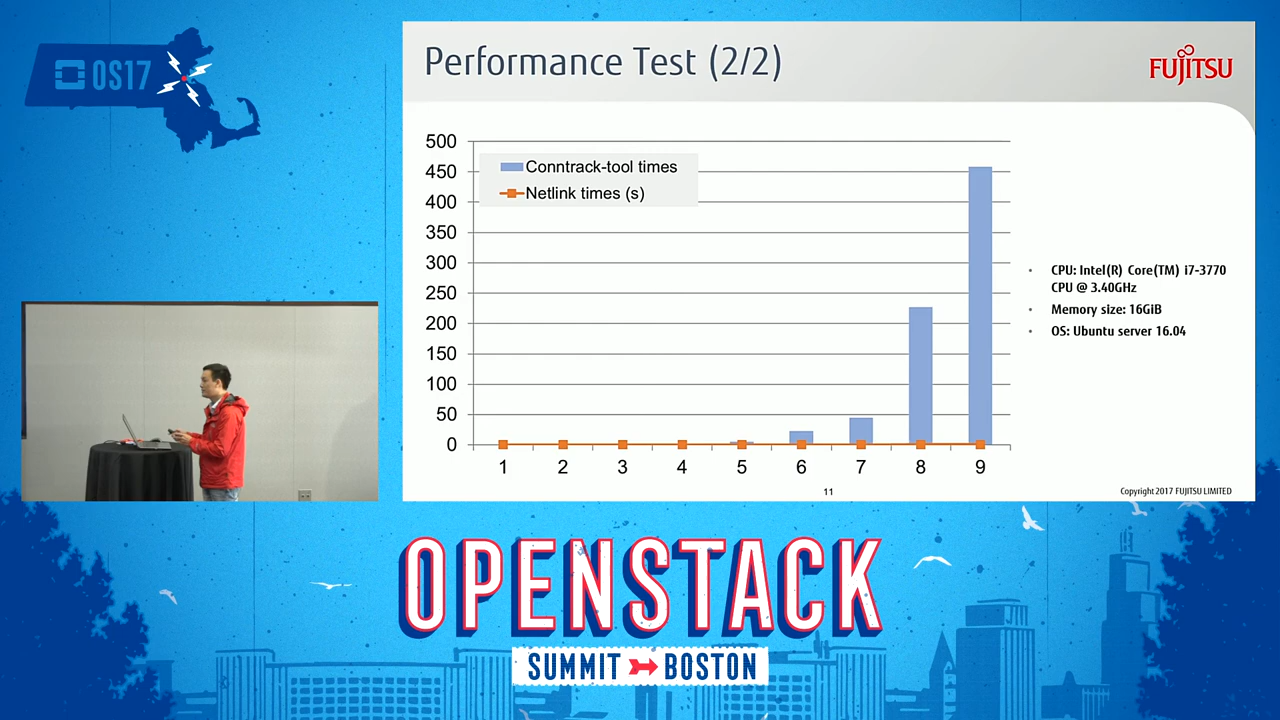 OS17
Performance Test (2/2)
FUJITSU
500
450
400
350
300
250
200
150
100
50
0
Conntrack-tool times
Netlink times (s)
1 2 3 4 5 6 7 8 9
• CPU: Intel(R) Core(TM) i7-3770
CPU @ 3.40GHz
• Memory size: 16GiB
• OS: Ubuntu server 16.04
11
Copyright 2017 FUJITSU LIMITED
OPENSTACK
SUMMIT BOSTON